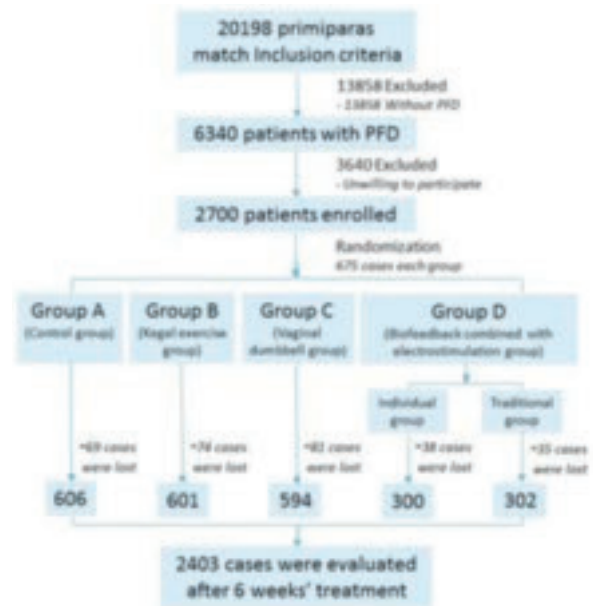 20198 primiparas
match Inclusion criteria
13858 Excluded
- 13858 Without PFD
6340 patients with PFD
3640 Excluded
- Unwilling to participate
2700 patients enrolled
Randomization
675 cases each group
Group A
(Control group)
Group B
(Kegel exercise
group)
Group C
(Vaginal
dumbbell group)
Group D
(Biofeedback combined with
electrostimulation group)
Individual
group
Traditional
group
*69 cases
were lost
*74 cases
were lost
*81 cases
were lost
*38 cases
were lost
*35 cases
were lost
606
601
594
300
302
2403 cases were evaluated
after 6 weeks' treatment